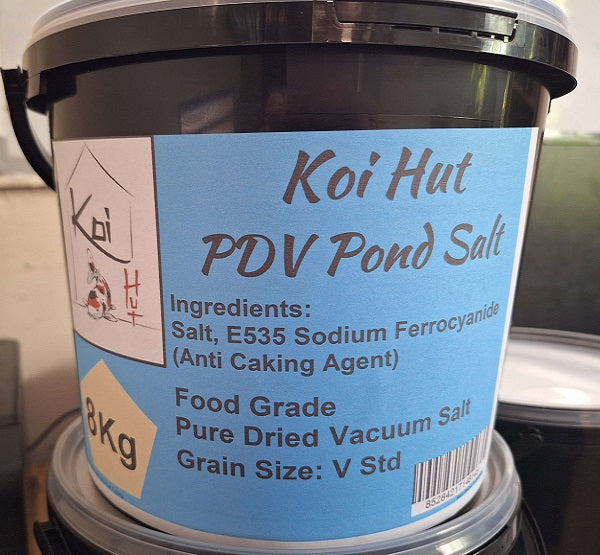 Koi Hut
PDV Pond Salt
Koi
Hut
Ingredients:
Salt, E535 Sodium Ferrocyanide
(Anti Caking Agent)
8Kg
Food Grade
Pure Dried Vacuum Salt
Grain Size: V Std